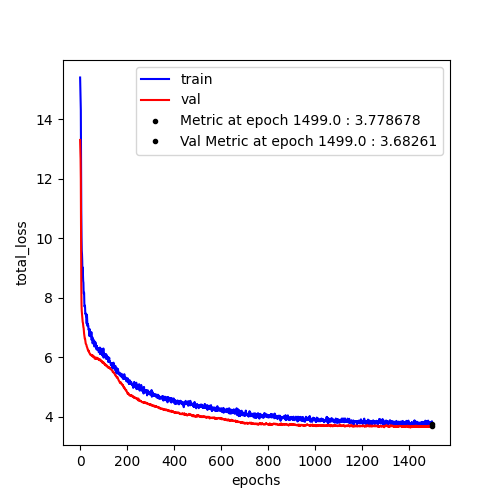 train
val
Metric at epoch 1499.0 : 3.778678
Val Metric at epoch 1499.0 : 3.68261
14
12
10
8
6
4
total_loss
0 200 400 600 800 1000 1200 1400
epochs